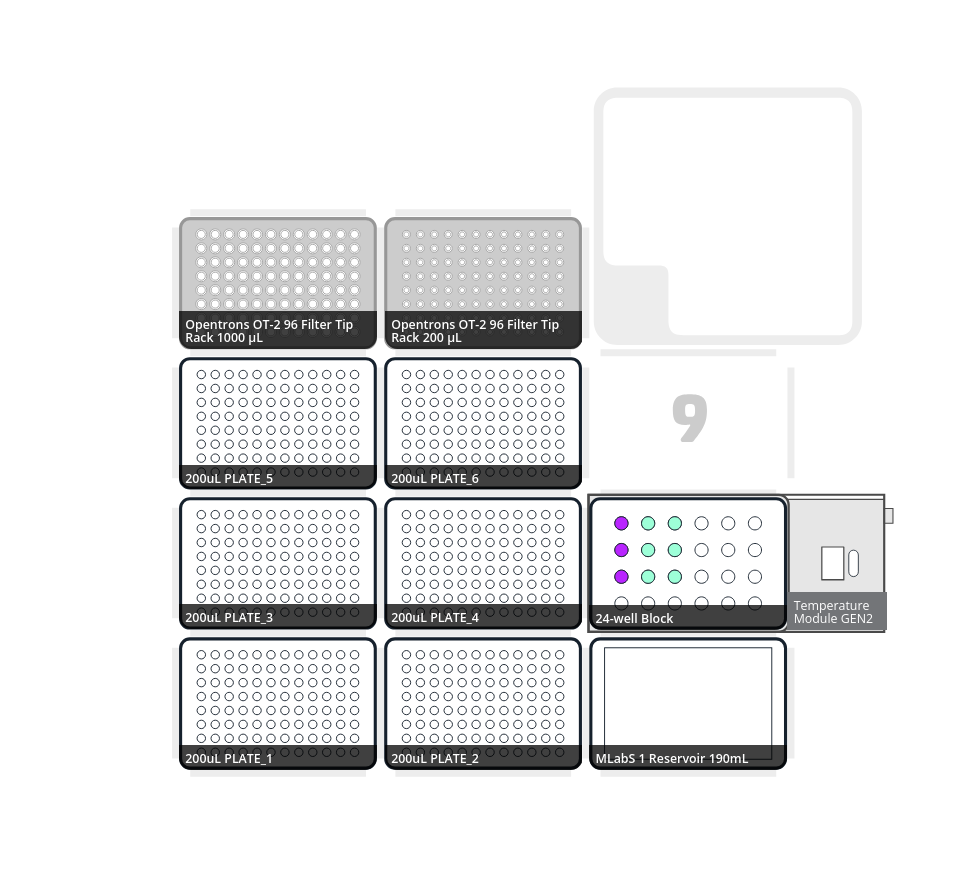 Opentrons OT-2 96 Filter Tip
Rack 1000 µL
Opentrons OT-2 96 Filter Tip
Rack 200 µL
200uL PLATE_5
200uL PLATE_6
9
200uL PLATE_3
200uL PLATE_4
24-well Block
Temperature
Module GEN2
200uL PLATE_1
200uL PLATE_2
MLabS 1 Reservoir 190mL